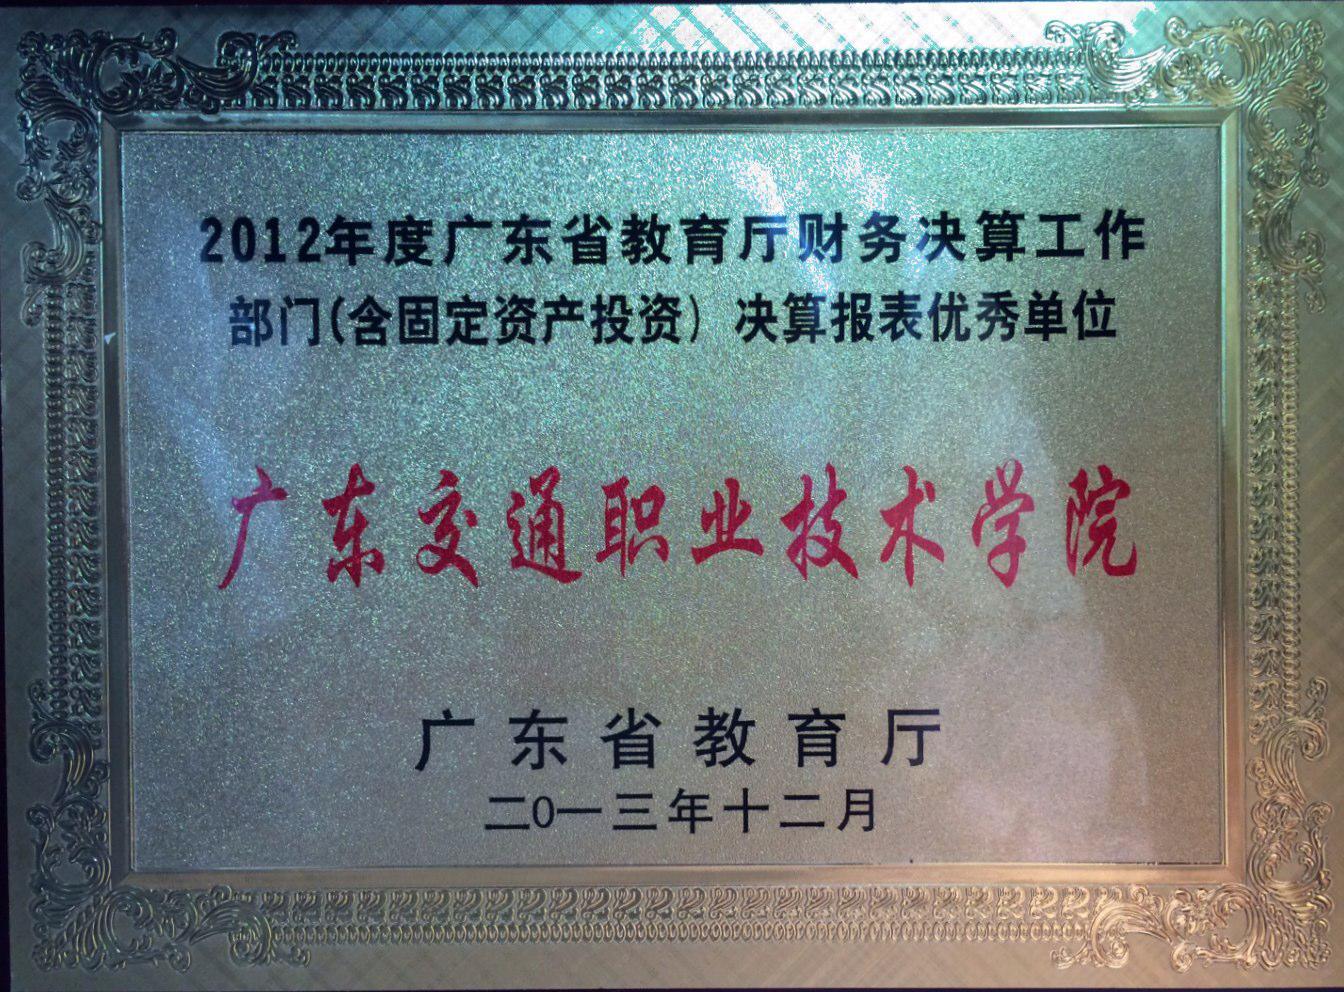 2012年度广东省教育厅财务决算工作
部门(含固定资产投资) 决算报表优秀单位
广东交通职业技术学院
广东省教育厅
二0一三年十二月